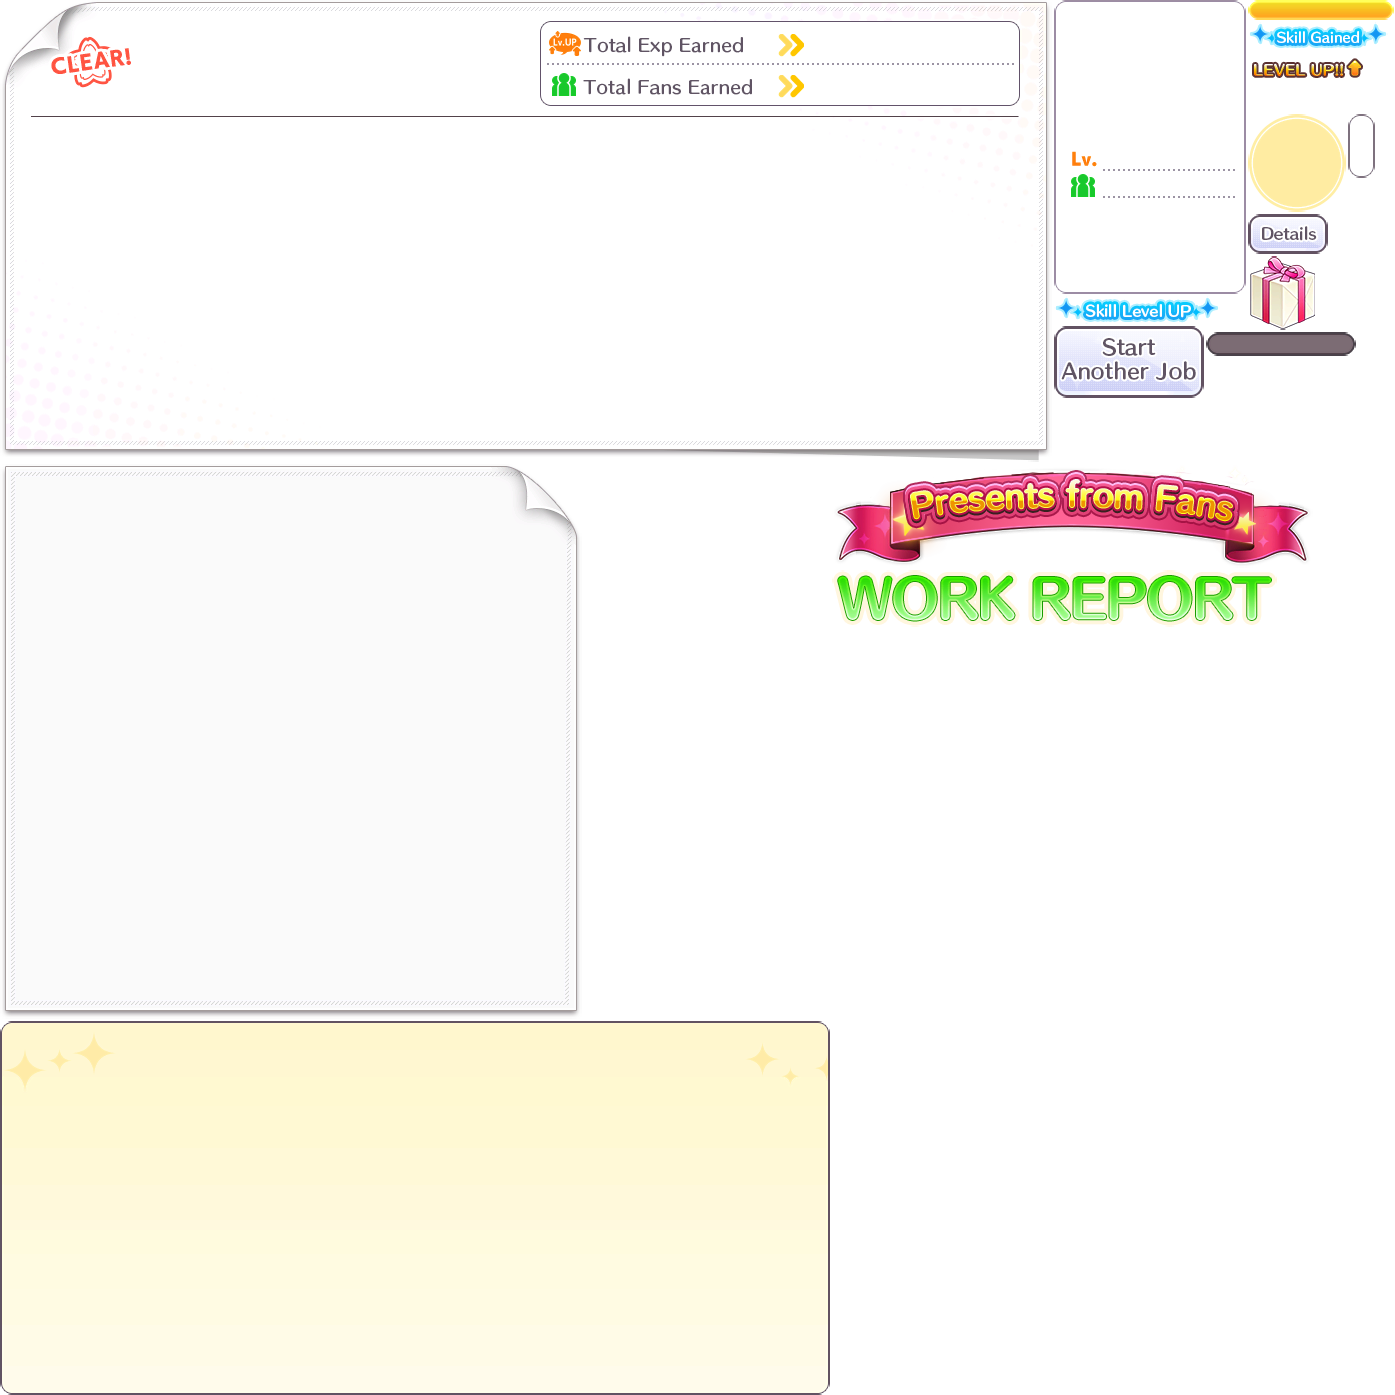 CLEAR!
Lv.UP Total Exp Earned
Total Fans Earned
Lv.
Skill Gained
LEVEL UP!!
Details
Skill Level UP
Start
Another Job
Presents from Fans
WORK REPORT